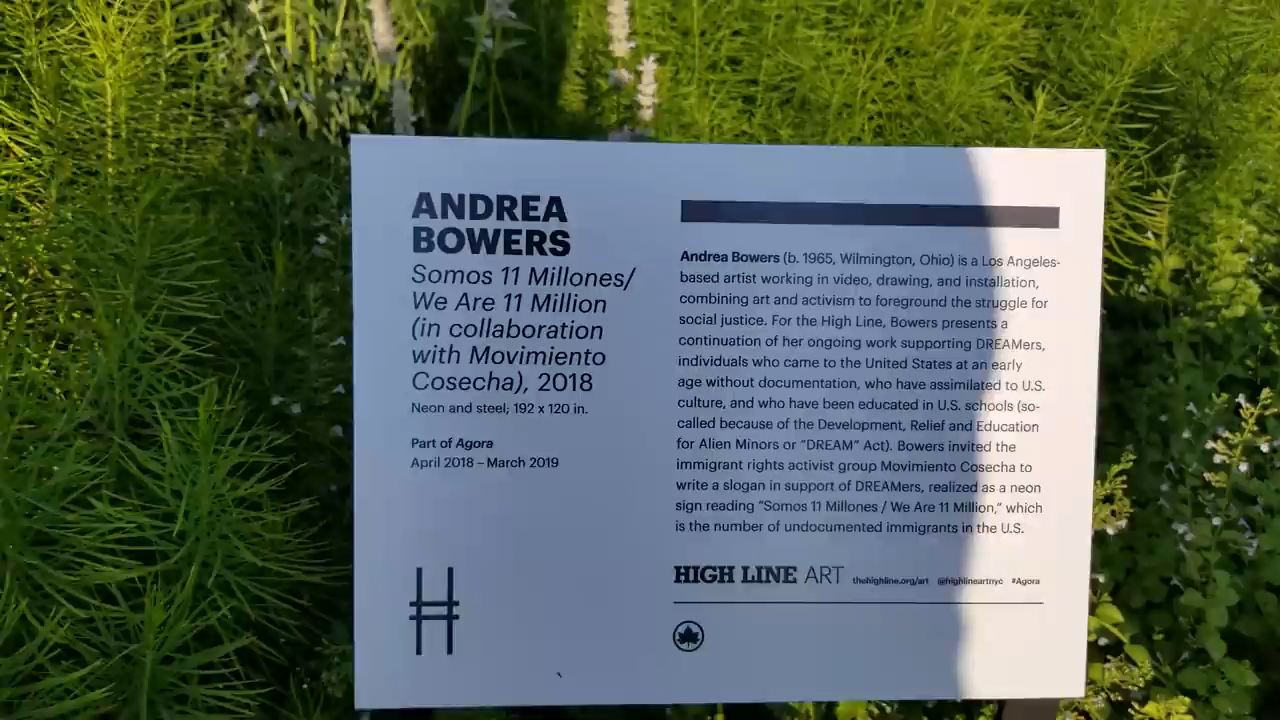 ANDREA
BOWERS
Somos 11 Millones/
We Are 11 Million
(in collaboration
with Movimiento
Cosecha), 2018
Neon and steel; 192 x 120 in.
Part of Agora
April 2018 – March 2019
Andrea Bowers (b. 1965, Wilmington, Ohio) is a Los Angeles-
based artist working in video, drawing, and installation,
combining art and activism to foreground the struggle for
social justice. For the High Line, Bowers presents a
continuation of her ongoing work supporting DREAMers,
individuals who came to the United States at an early
age without documentation, who have assimilated to U.S.
culture, and who have been educated in U.S. schools (so-
called because of the Development, Relief and Education
for Alien Minors or “DREAM” Act). Bowers invited the
immigrant rights activist group Movimiento Cosecha to
write a slogan in support of DREAMers, realized as a neon
sign reading “Somos 11 Millones / We Are 11 Million,” which
is the number of undocumented immigrants in the U.S.
HIGH LINE ART thehighline.org/art @highlineartnyc #Agora